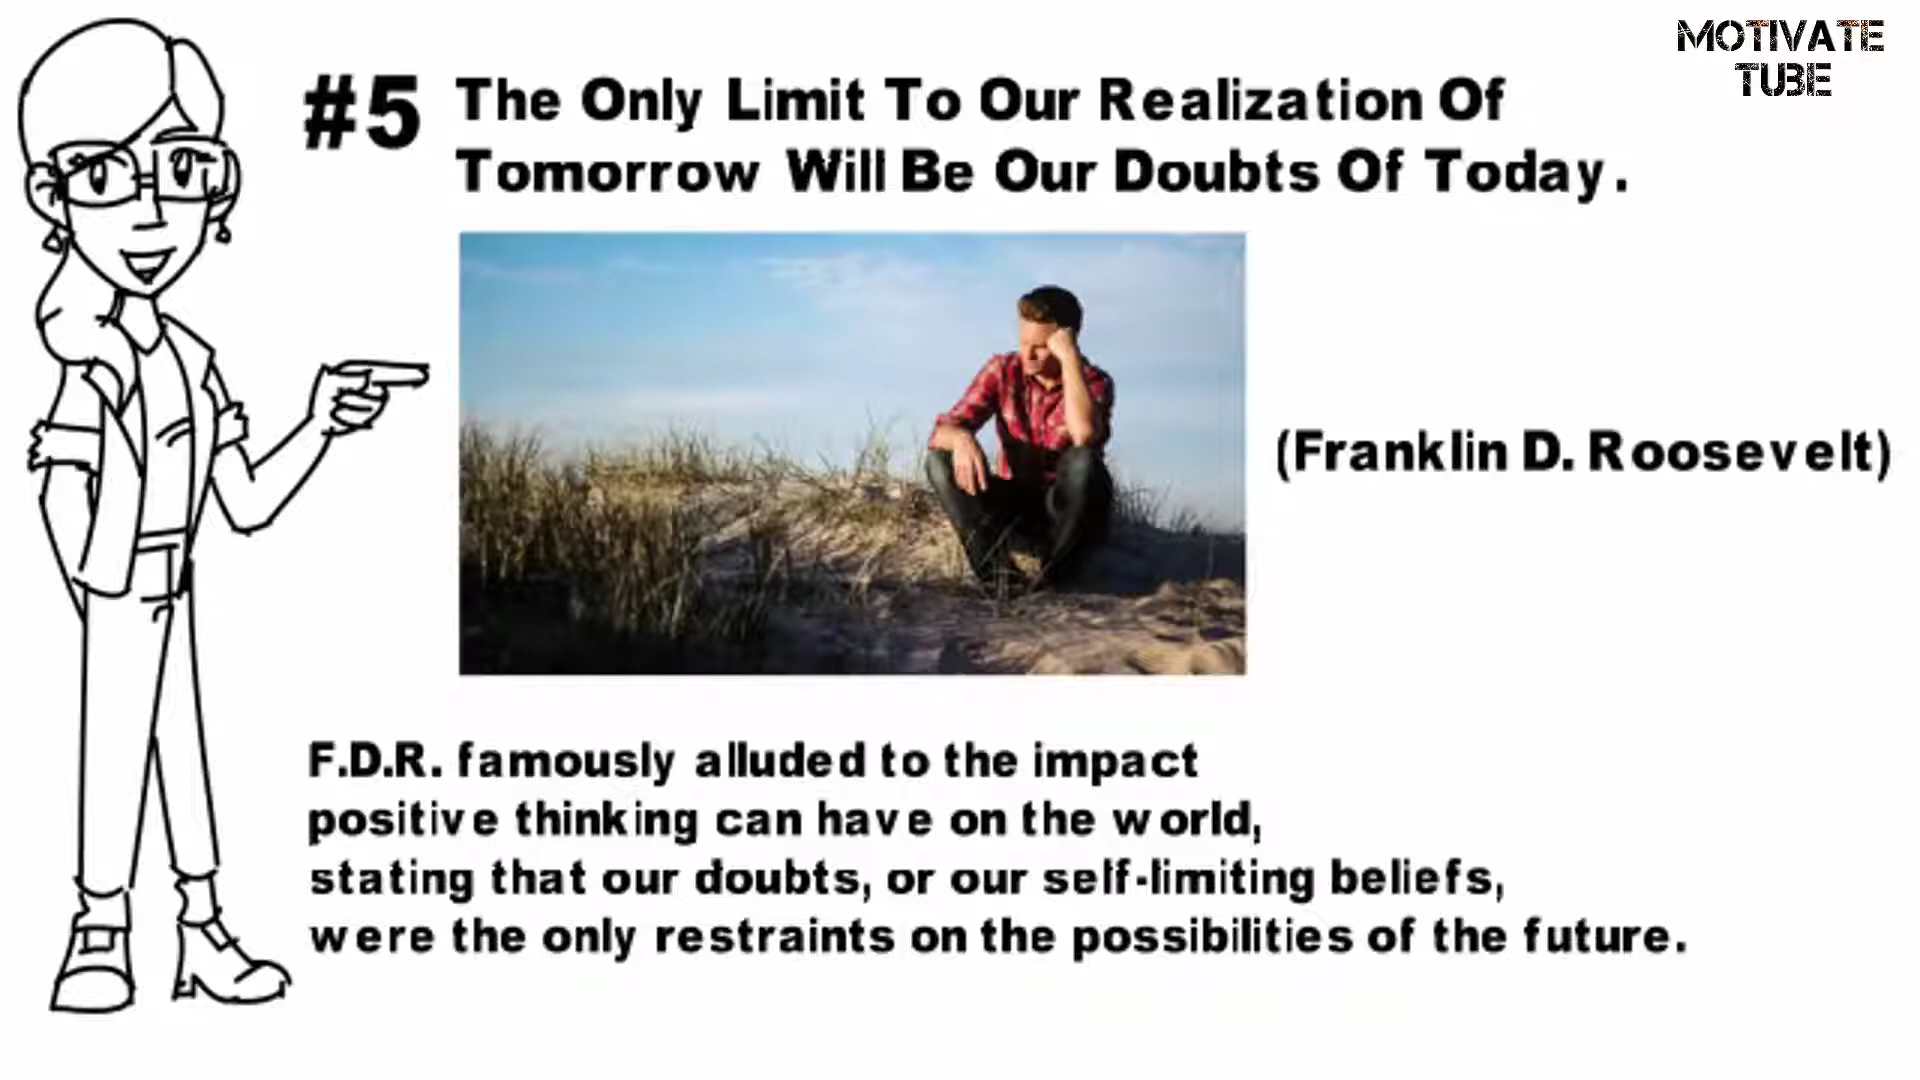 MOTIVATE
TUBE
#5 The Only Limit To Our Realization Of
Tomorrow Will Be Our Doubts Of Today.
(Franklin D. Roosevelt)
F.D.R. famously alluded to the impact
positive thinking can have on the world,
stating that our doubts, or our self-limiting beliefs,
were the only restraints on the possibilities of the future.